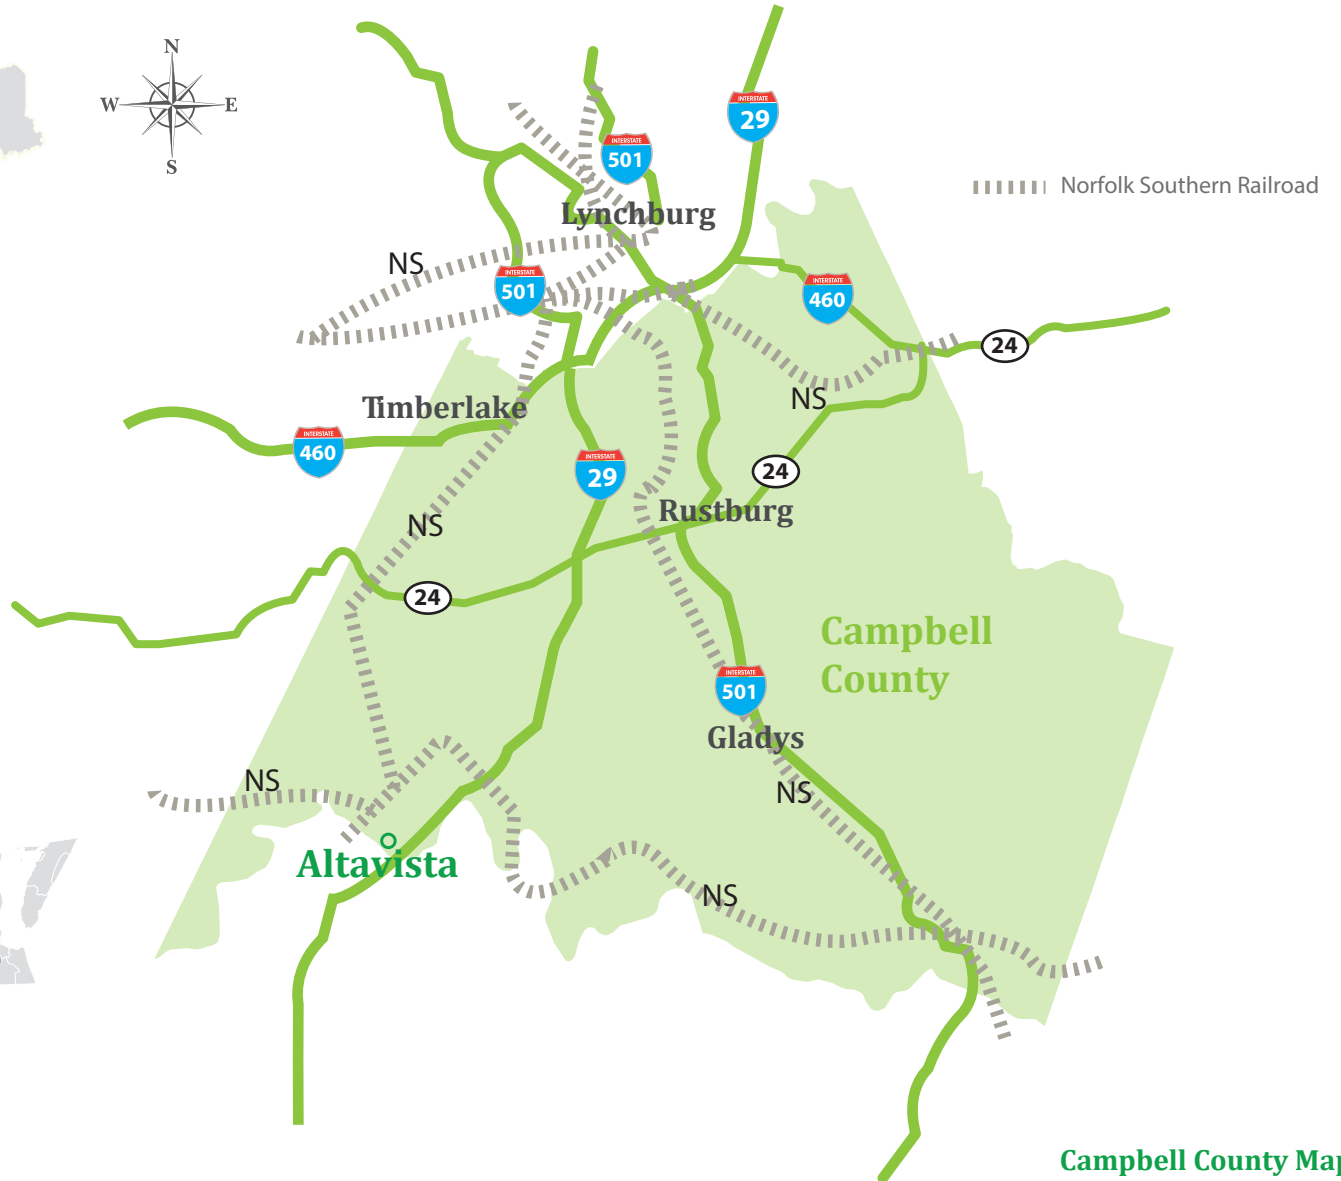 N
W
E
S
INTERSTATE
29
INTERSTATE
501
Norfolk Southern Railroad
Lynchburg
NS
INTERSTATE
501
INTERSTATE
460
24
NS
Timberlake
INTERSTATE
460
INTERSTATE
29
24
Rustburg
NS
24
Campbell
County
INTERSTATE
501
Gladys
NS
NS
Altavista
NS
Campbell County Map